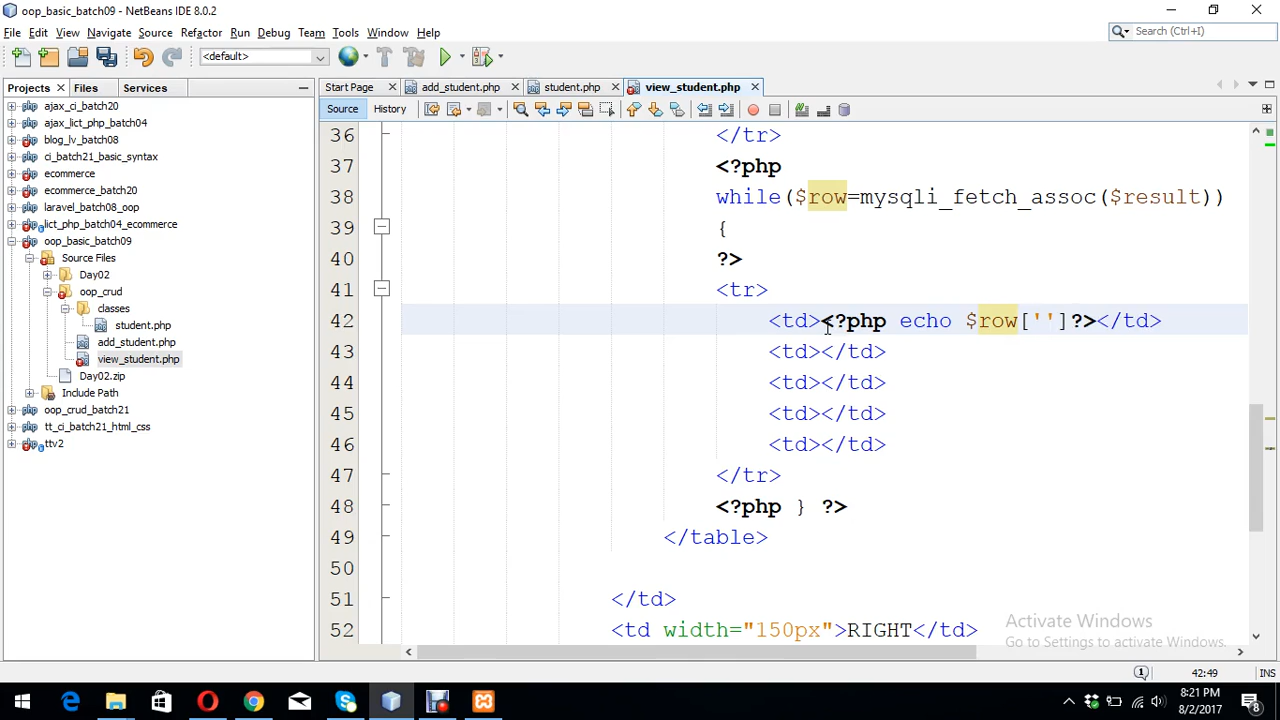 oop_basic_batch09 - NetBeans IDE 8.0.2
File Edit View Navigate Source Refactor Run Debug Team Tools Window Help
Search (Ctrl+I)
<default>
Projects Files Services
Start Page add_student.php student.php view_student.php
Source History
ajax_ci_batch20
ajax_lict_php_batch04
blog_lv_batch08
ci_batch21_basic_syntax
ecommerce
ecommerce_batch20
laravel_batch08_oop
lict_php_batch04_ecommerce
oop_basic_batch09
Source Files
Day02
oop_crud
classes
student.php
add_student.php
view_student.php
Day02.zip
Include Path
oop_crud_batch21
tt_ci_batch21_html_css
ttv2
36 </tr>
37 <?php
38 while($row=mysqli_fetch_assoc($result))
39 {
40 ?>
41 <tr>
42 <td><?php echo $row['']?></td>
43 <td></td>
44 <td></td>
45 <td></td>
46 <td></td>
47 </tr>
48 <?php } ?>
49 </table>
50
51 </td>
52 <td width="150px">RIGHT</td>
Activate Windows
Go to Settings to activate Windows.
1 42:49 INS
8:21 PM
8/2/2017
8